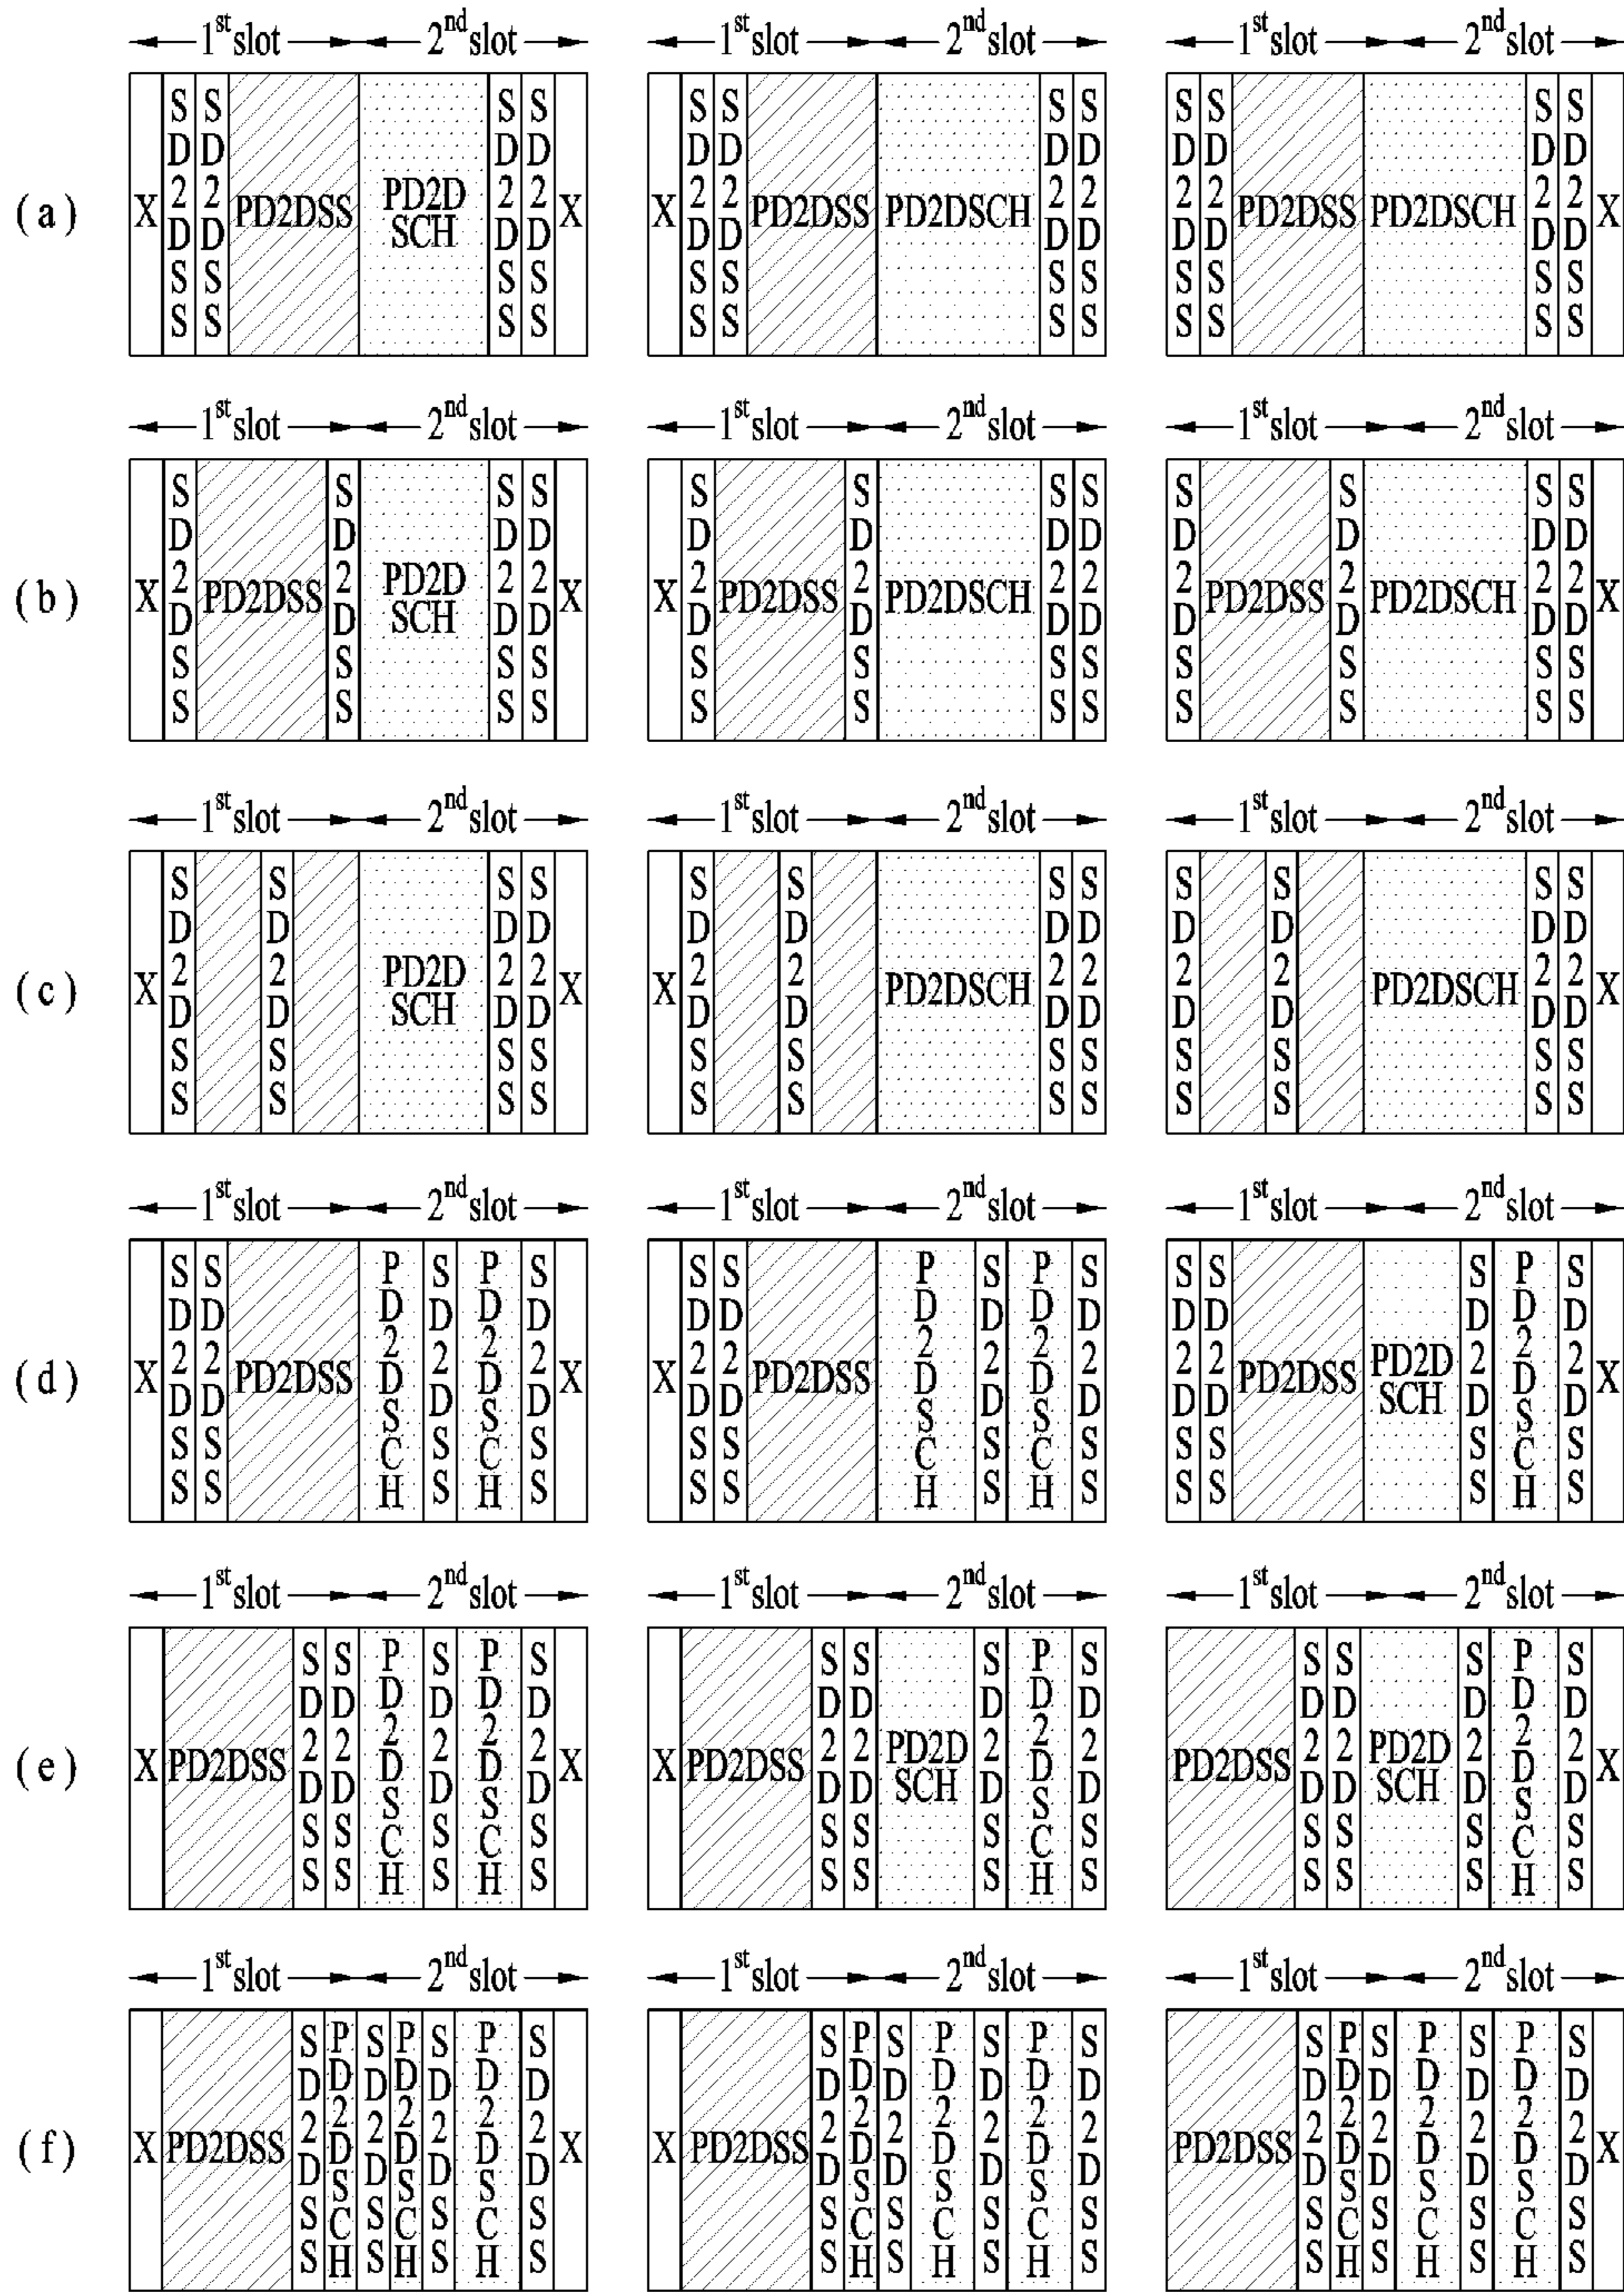 1st slot 2nd slot 1st slot 2nd slot 1st slot 2nd slot
(a)
X SD2DSS SD2DSS PD2DSS PD2D SCH SD2DSS SD2DSS X
X SD2DSS SD2DSS PD2DSS PD2DSCH SD2DSS SD2DSS
SD2DSS SD2DSS PD2DSS PD2DSCH SD2DSS SD2DSS X
1st slot 2nd slot 1st slot 2nd slot 1st slot 2nd slot
(b)
X SD2DSS PD2DSS SD2DSS PD2D SCH SD2DSS SD2DSS X
X SD2DSS PD2DSS SD2DSS PD2DSCH SD2DSS SD2DSS
SD2DSS PD2DSS SD2DSS PD2DSCH SD2DSS SD2DSS X
1st slot 2nd slot 1st slot 2nd slot 1st slot 2nd slot
(c)
X SD2DSS SD2DSS PD2D SCH SD2DSS SD2DSS X
X SD2DSS SD2DSS PD2DSCH SD2DSS SD2DSS
SD2DSS SD2DSS PD2DSCH SD2DSS SD2DSS X
1st slot 2nd slot 1st slot 2nd slot 1st slot 2nd slot
(d)
X SD2DSS SD2DSS PD2DSS PD2DSCH SD2DSS PD2DSCH SD2DSS X
X SD2DSS SD2DSS PD2DSS PD2DSCH SD2DSS PD2DSCH SD2DSS
SD2DSS SD2DSS PD2DSS PD2D SCH SD2DSS PD2DSCH SD2DSS X
1st slot 2nd slot 1st slot 2nd slot 1st slot 2nd slot
(e)
X PD2DSS SD2DSS SD2DSS PD2DSCH SD2DSS PD2DSCH SD2DSS X
X PD2DSS SD2DSS SD2DSS PD2D SCH SD2DSS PD2DSCH SD2DSS
PD2DSS SD2DSS SD2DSS PD2D SCH SD2DSS PD2DSCH SD2DSS X
1st slot 2nd slot 1st slot 2nd slot 1st slot 2nd slot
(f)
X PD2DSS SD2DSS PD2DSCH SD2DSS PD2DSCH SD2DSS PD2DSCH SD2DSS X
X PD2DSS SD2DSS PD2DSCH SD2DSS PD2DSCH SD2DSS PD2DSCH SD2DSS
PD2DSS SD2DSS PD2DSCH SD2DSS PD2DSCH SD2DSS PD2DSCH SD2DSS X